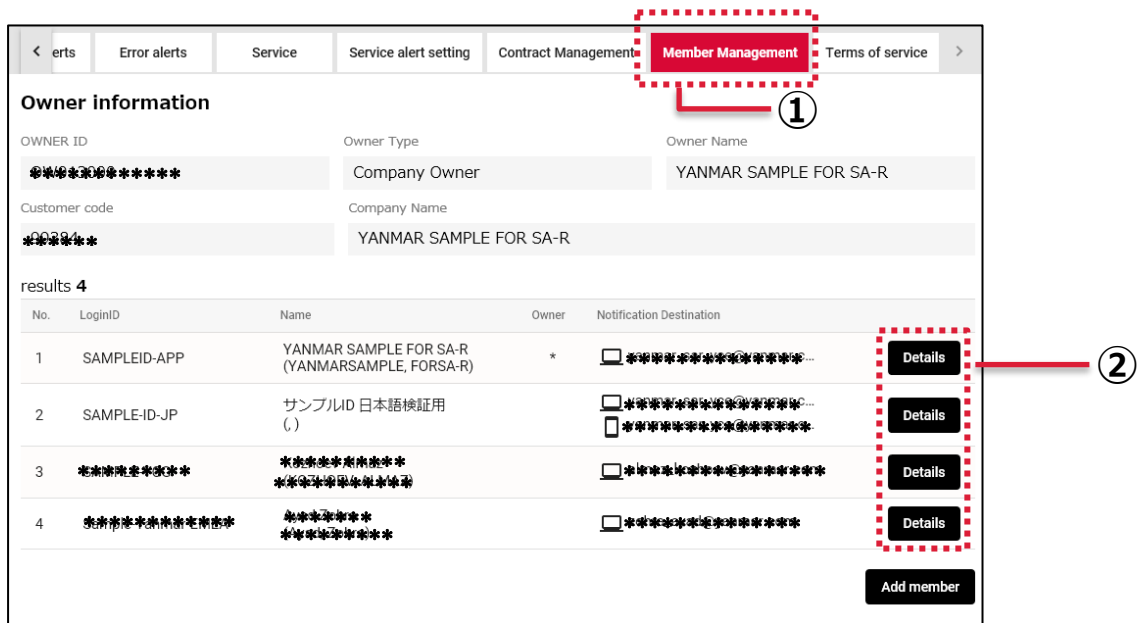 erts Error alerts Service Service alert setting Contract Management Member Management Terms of service
①
Owner information
OWNER ID Owner Type Owner Name
************ Company Owner YANMAR SAMPLE FOR SA-R
Customer code Company Name
****** YANMAR SAMPLE FOR SA-R
results 4
No. LoginID Name Owner Notification Destination
1 SAMPLEID-APP YANMAR SAMPLE FOR SA-R * Details
(YANMARSAMPLE, FORSA-R)
②
2 SAMPLE-ID-JP サンプルID 日本語検証用 Details
(, )
3 Details
4 Details
Add member